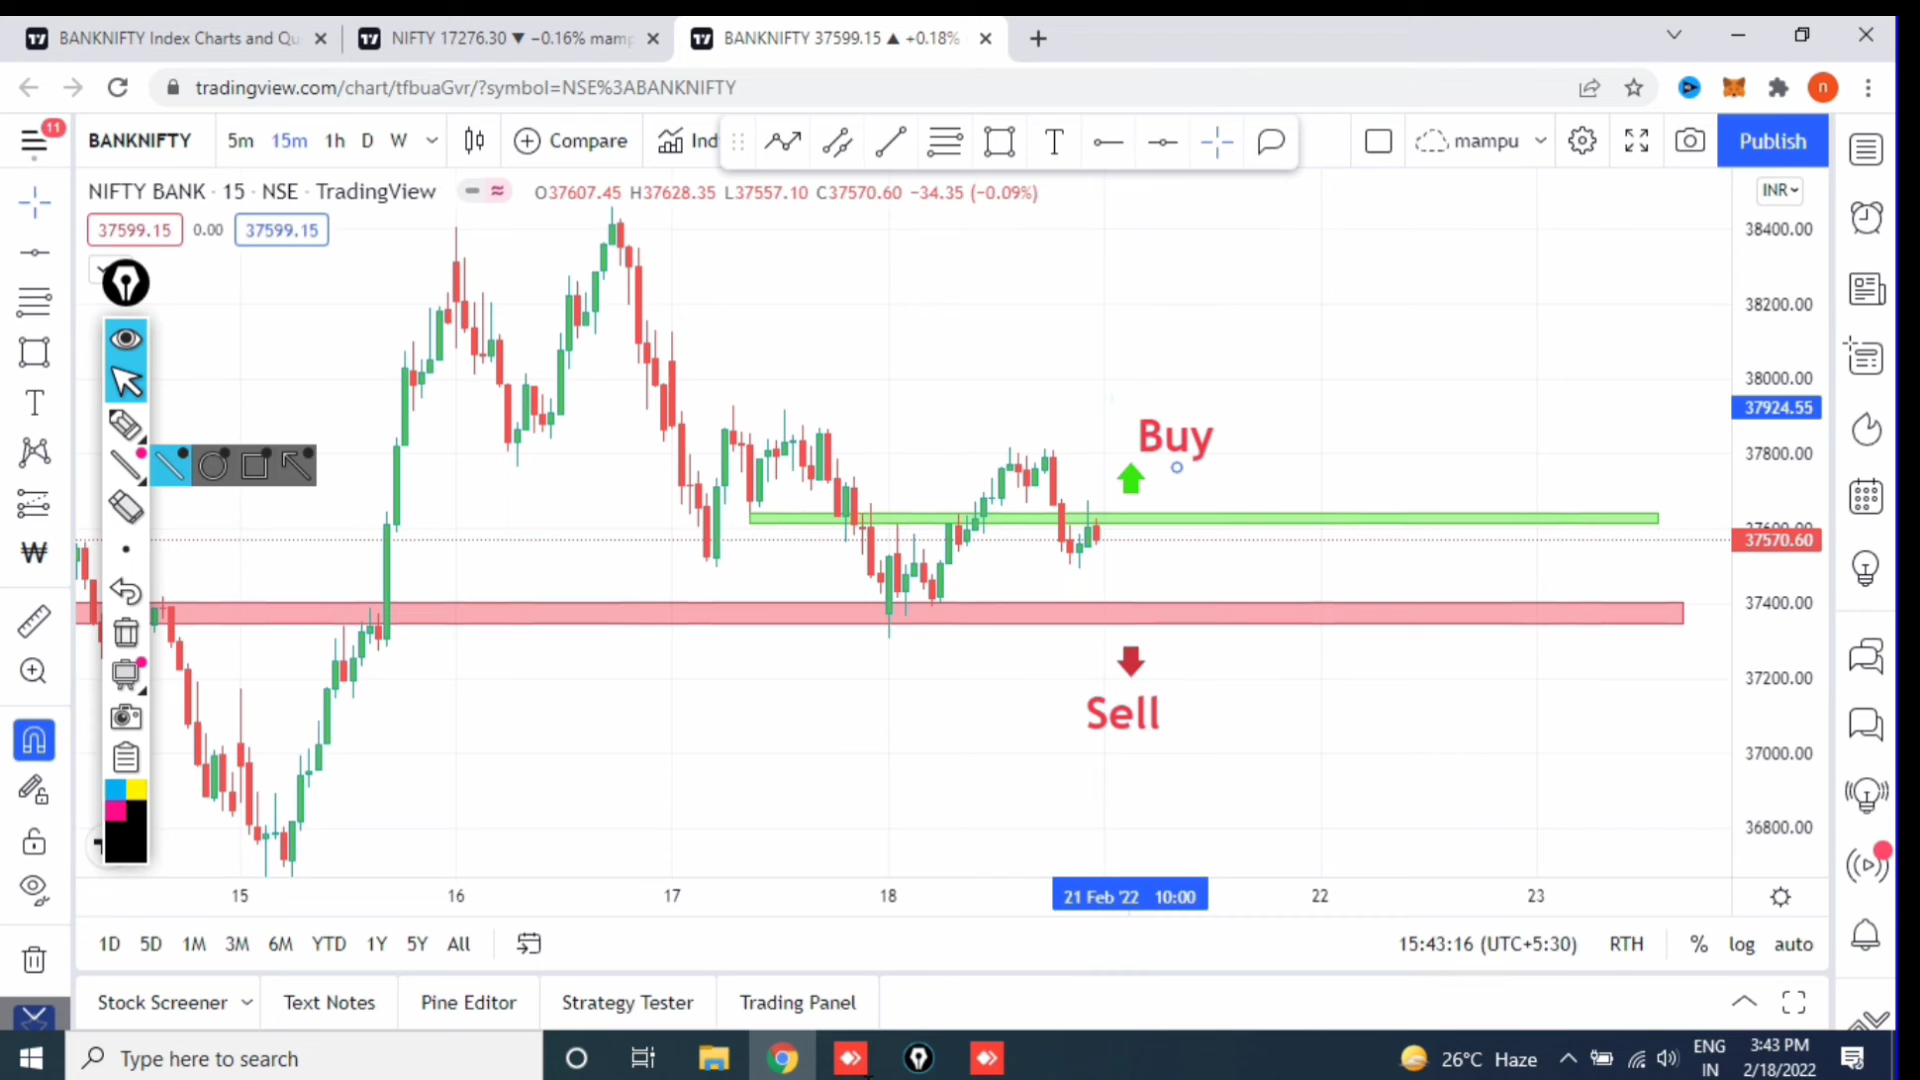 BANKNIFTY Index Charts and Qu
NIFTY 17276.30 ▼ −0.16% mamp
BANKNIFTY 37599.15 ▲ +0.18%
tradingview.com/chart/tfbuaGvr/?symbol=NSE%3ABANKNIFTY
n
11
BANKNIFTY 5m 15m 1h D W Compare Ind T mampu Publish
NIFTY BANK · 15 · NSE · TradingView O37607.45 H37628.35 L37557.10 C37570.60 −34.35 (−0.09%)
INR
37599.15 0.00 37599.15
38400.00
38200.00
38000.00
37924.55
37800.00
37600.00
37570.60
37400.00
37200.00
37000.00
36800.00
Buy
Sell
15 16 17 18 21 Feb '22 10:00 22 23
1D 5D 1M 3M 6M YTD 1Y 5Y All
15:43:16 (UTC+5:30) RTH % log auto
Stock Screener Text Notes Pine Editor Strategy Tester Trading Panel
Type here to search
26°C Haze
ENG
IN
3:43 PM
2/18/2022